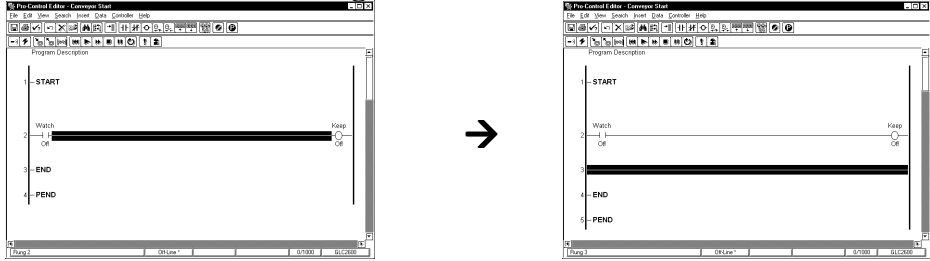 Pro-Control Editor - Conveyor Start
File Edit View Search Insert Data Controller Help
Program Description
1 START
Watch Keep
2
Off Off
3 END
4 PEND
Rung 2 Off-Line * 0/1000 GLC2600
Pro-Control Editor - Conveyor Start
File Edit View Search Insert Data Controller Help
Program Description
1 START
Watch Keep
2
Off Off
3
4 END
5 PEND
Rung 3 Off-Line * 0/1000 GLC2600